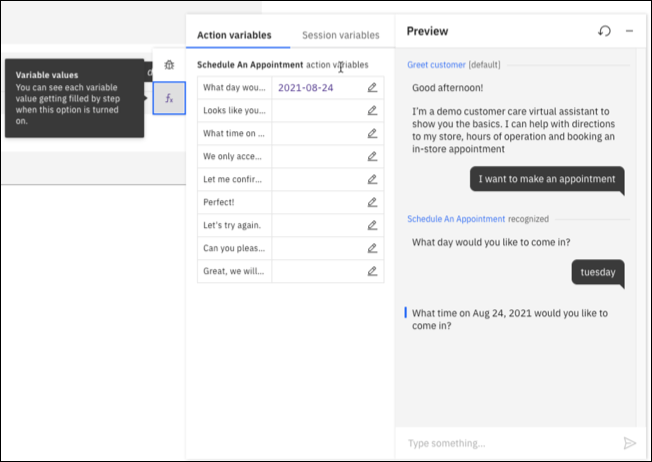 Variable values
You can see each variable
value getting filled by step
when this option is turned
on.
fx
Action variables
Session variables
Schedule An Appointment action variables
What day wou... 2021-08-24
Looks like you...
What time on ...
We only acce...
Let me confir...
Perfect!
Let's try again.
Can you pleas...
Great, we will...
Preview
Greet customer [default]
Good afternoon!
I'm a demo customer care virtual assistant to
show you the basics. I can help with directions
to my store, hours of operation and booking an
in-store appointment
I want to make an appointment
Schedule An Appointment recognized
What day would you like to come in?
tuesday
What time on Aug 24, 2021 would you like to
come in?
Type something...